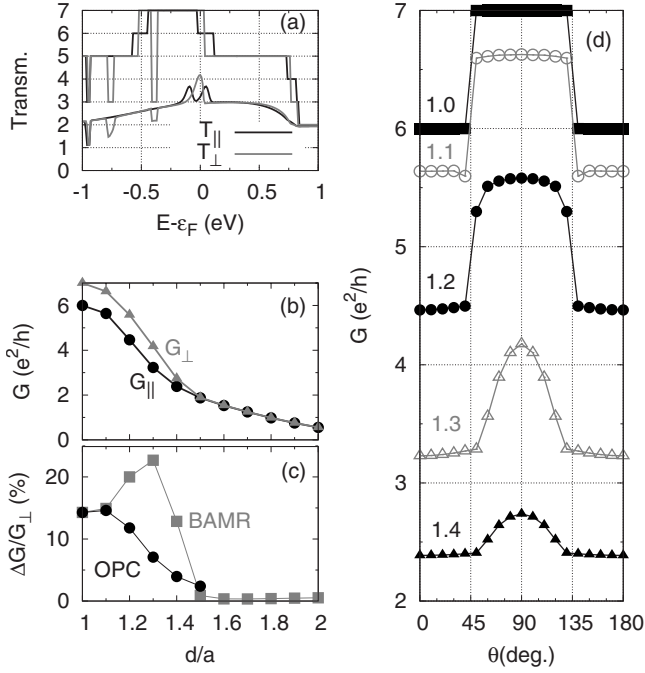 (a)
7
6
5
4
3
2
1
0
Transm.
T∥
T⊥
-1 -0.5 0 0.5 1
E-εF (eV)
(b)
6
4
2
0
G (e²/h)
G⊥
G∥
(c)
20
10
0
ΔG/G⊥ (%)
BAMR
OPC
1 1.2 1.4 1.6 1.8 2
d/a
(d)
7
6
5
4
3
2
G (e²/h)
1.0
1.1
1.2
1.3
1.4
0 45 90 135 180
θ(deg.)